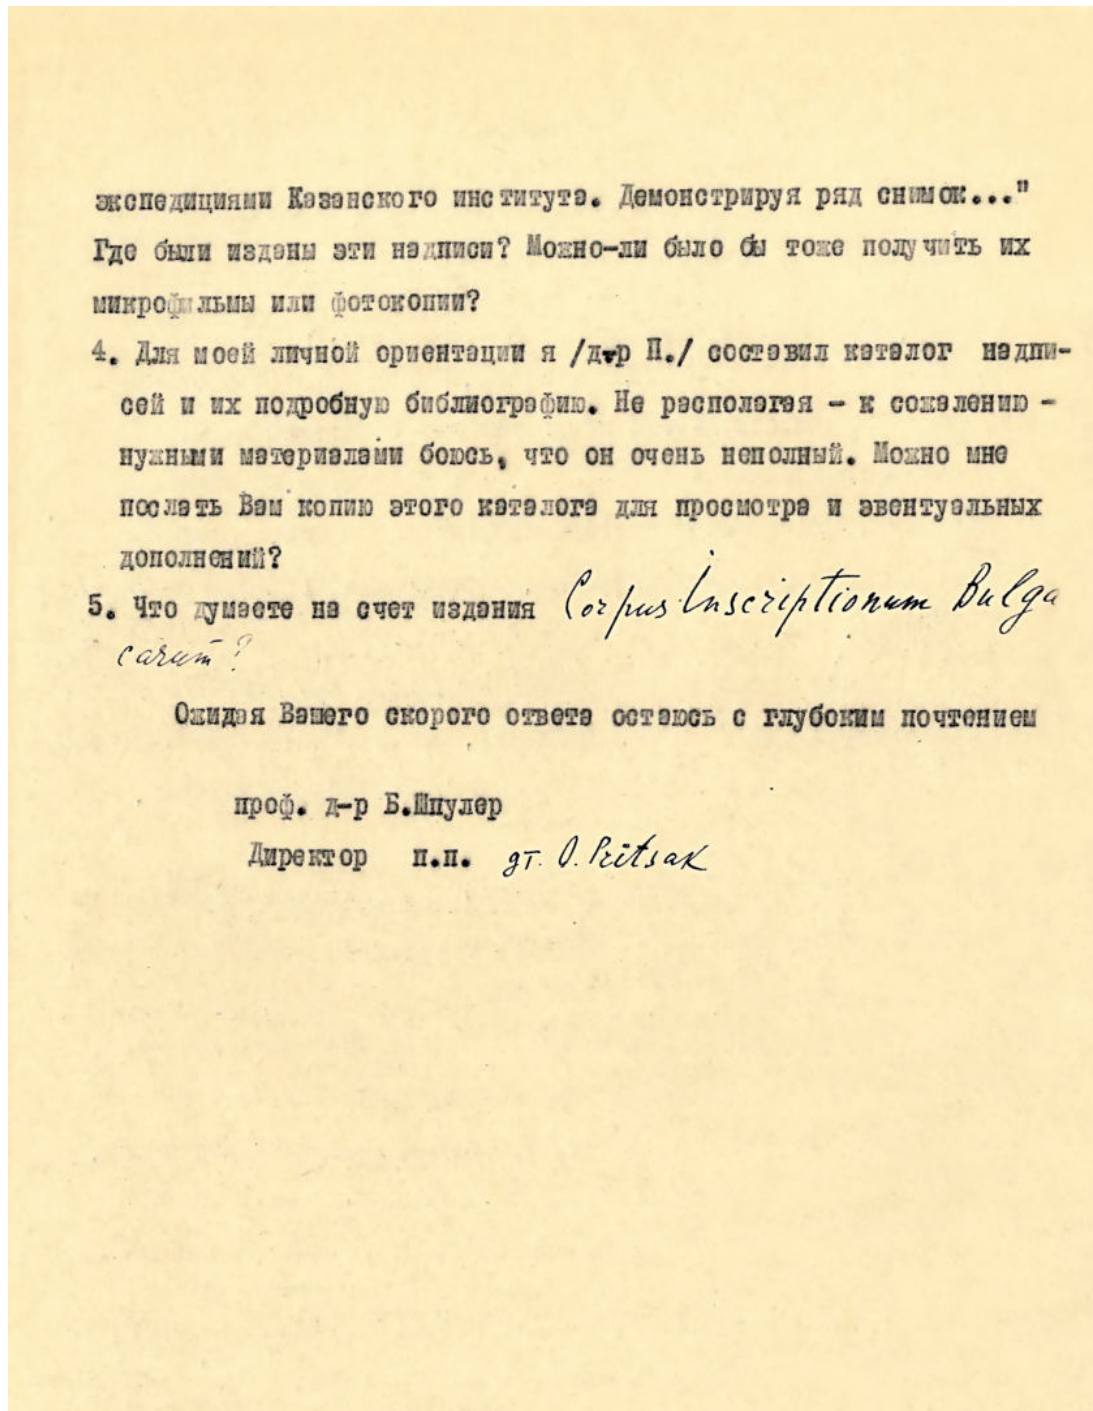 экспедициями Казанского института. Демонстрируя ряд снимок..."
Где были изданы эти надписи? Можно-ли было бы тоже получить их
микрофильмы или фотокопии?
4. Для моей личной ориентации я /д-р П./ составил каталог надпи-
сей и их подробную библиографию. Не распологая - к сожалению -
нужными материалами боюсь, что он очень неполный. Можно мне
послать Вам копию этого каталога для просмотра и эвентуальных
дополнений?
5. Что думаете на счет издания Corpus Inscriptionum Bulga
carum?
Ожидая Вашего скорого ответа остаюсь с глубоким почтением
проф. д-р Б.Шпулер
Директор п.п. O. Pritsak